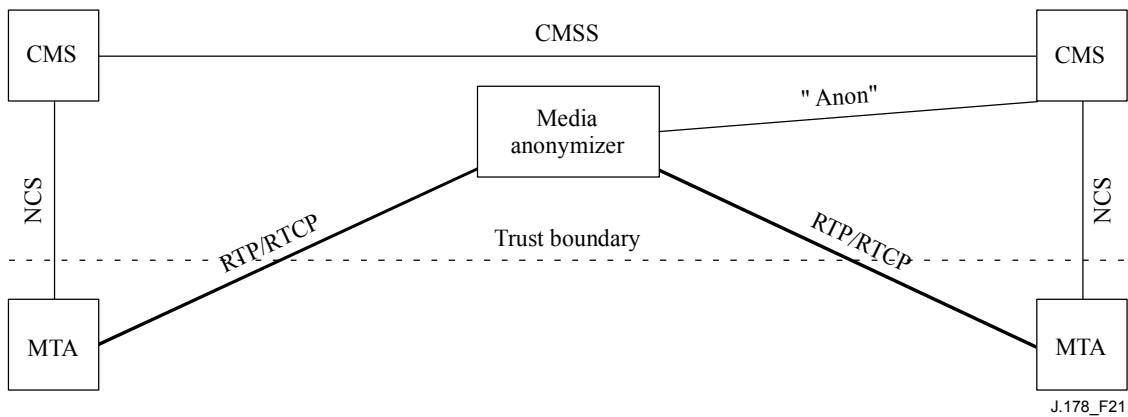 CMSS
CMS
CMS
" Anon"
Media
anonymizer
NCS
NCS
RTP/RTCP
Trust boundary
RTP/RTCP
MTA
MTA
J.178_F21